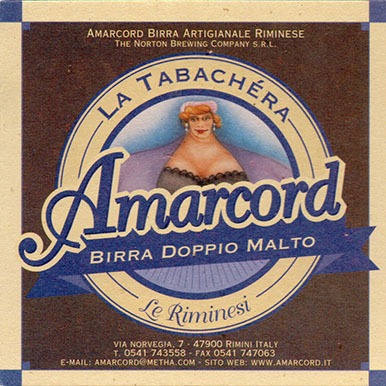 AMARCORD BIRRA ARTIGIANALE RIMINESE
THE NORTON BREWING COMPANY S.R.L.
LA TABACHÉRA
Amarcord
BIRRA DOPPIO MALTO
Le Riminesi
VIA NORVEGIA, 7 - 47900 RIMINI ITALY
T. 0541 743558 - FAX 0541 747063
E-MAIL: AMARCORD@METHA.COM - SITO WEB: WWW.AMARCORD.IT